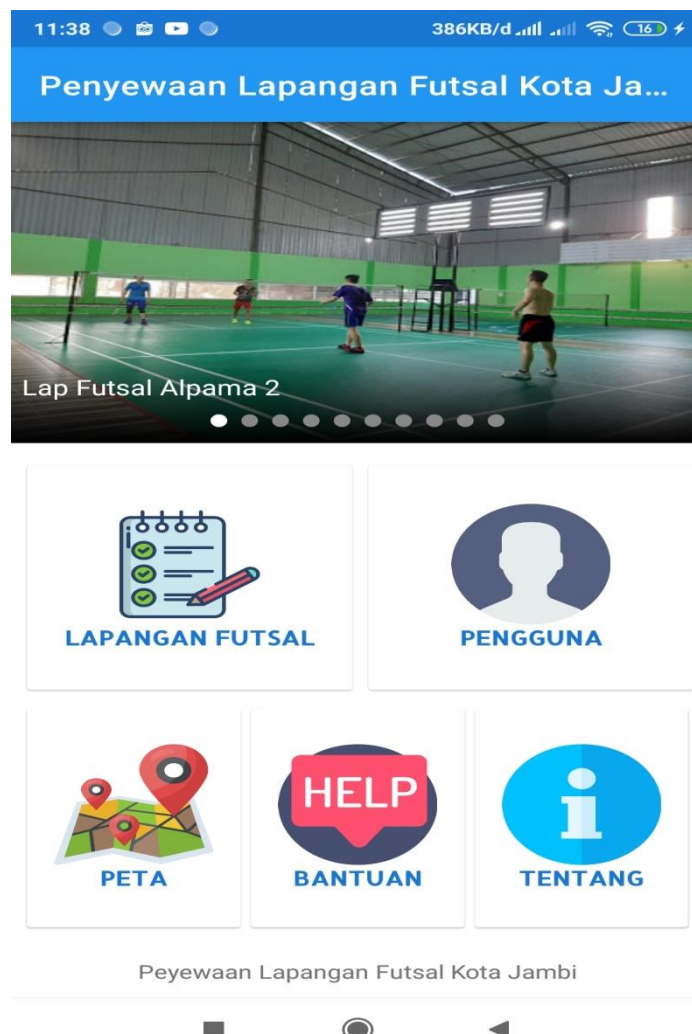 11:38
386KB/d
16
Penyewaan Lapangan Futsal Kota Ja...
Lap Futsal Alpama 2
LAPANGAN FUTSAL
PENGGUNA
HELP
PETA
BANTUAN
TENTANG
Peyewaan Lapangan Futsal Kota Jambi